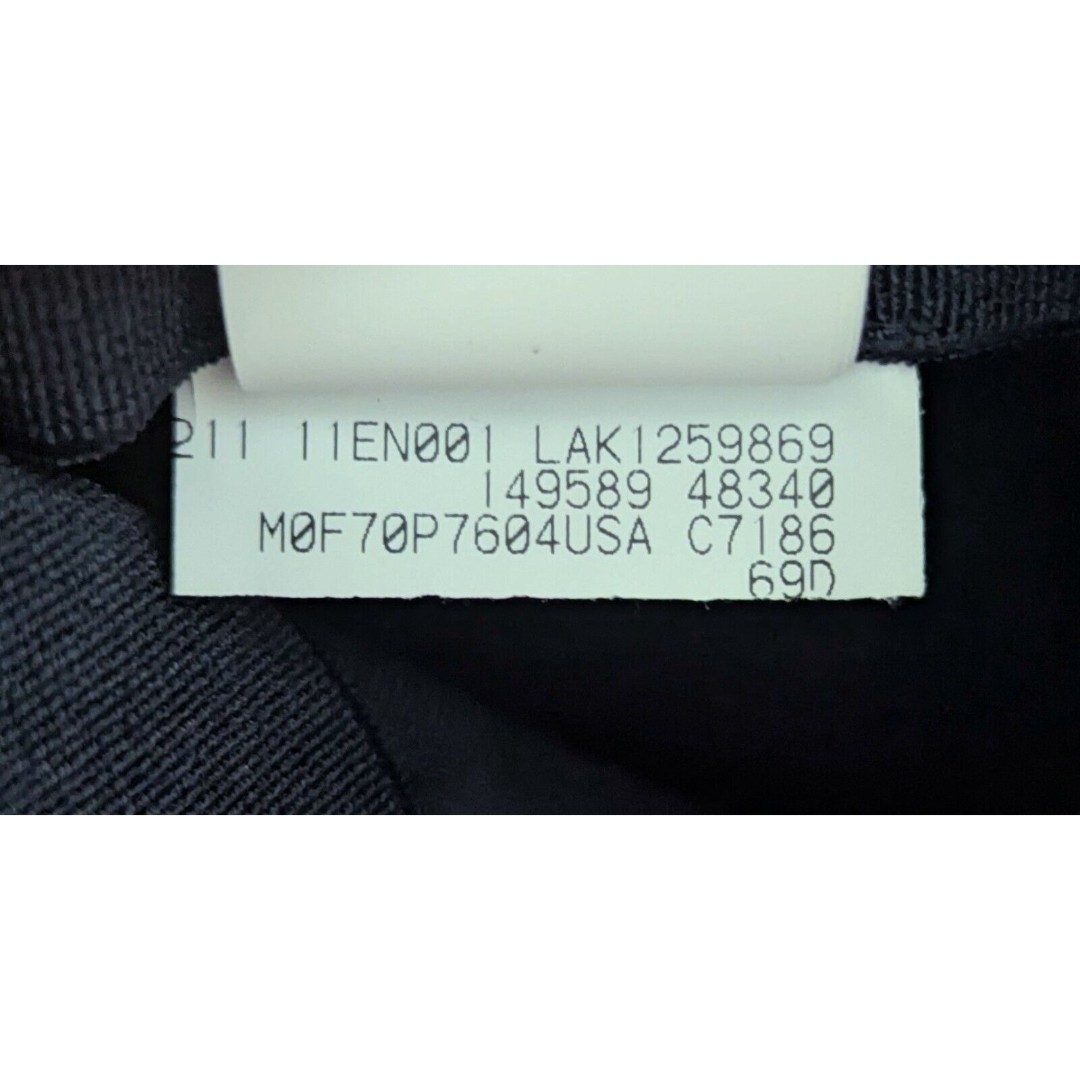 211 11EN001 LAK1259869
149589 48340
M0F70P7604USA C7186
69D